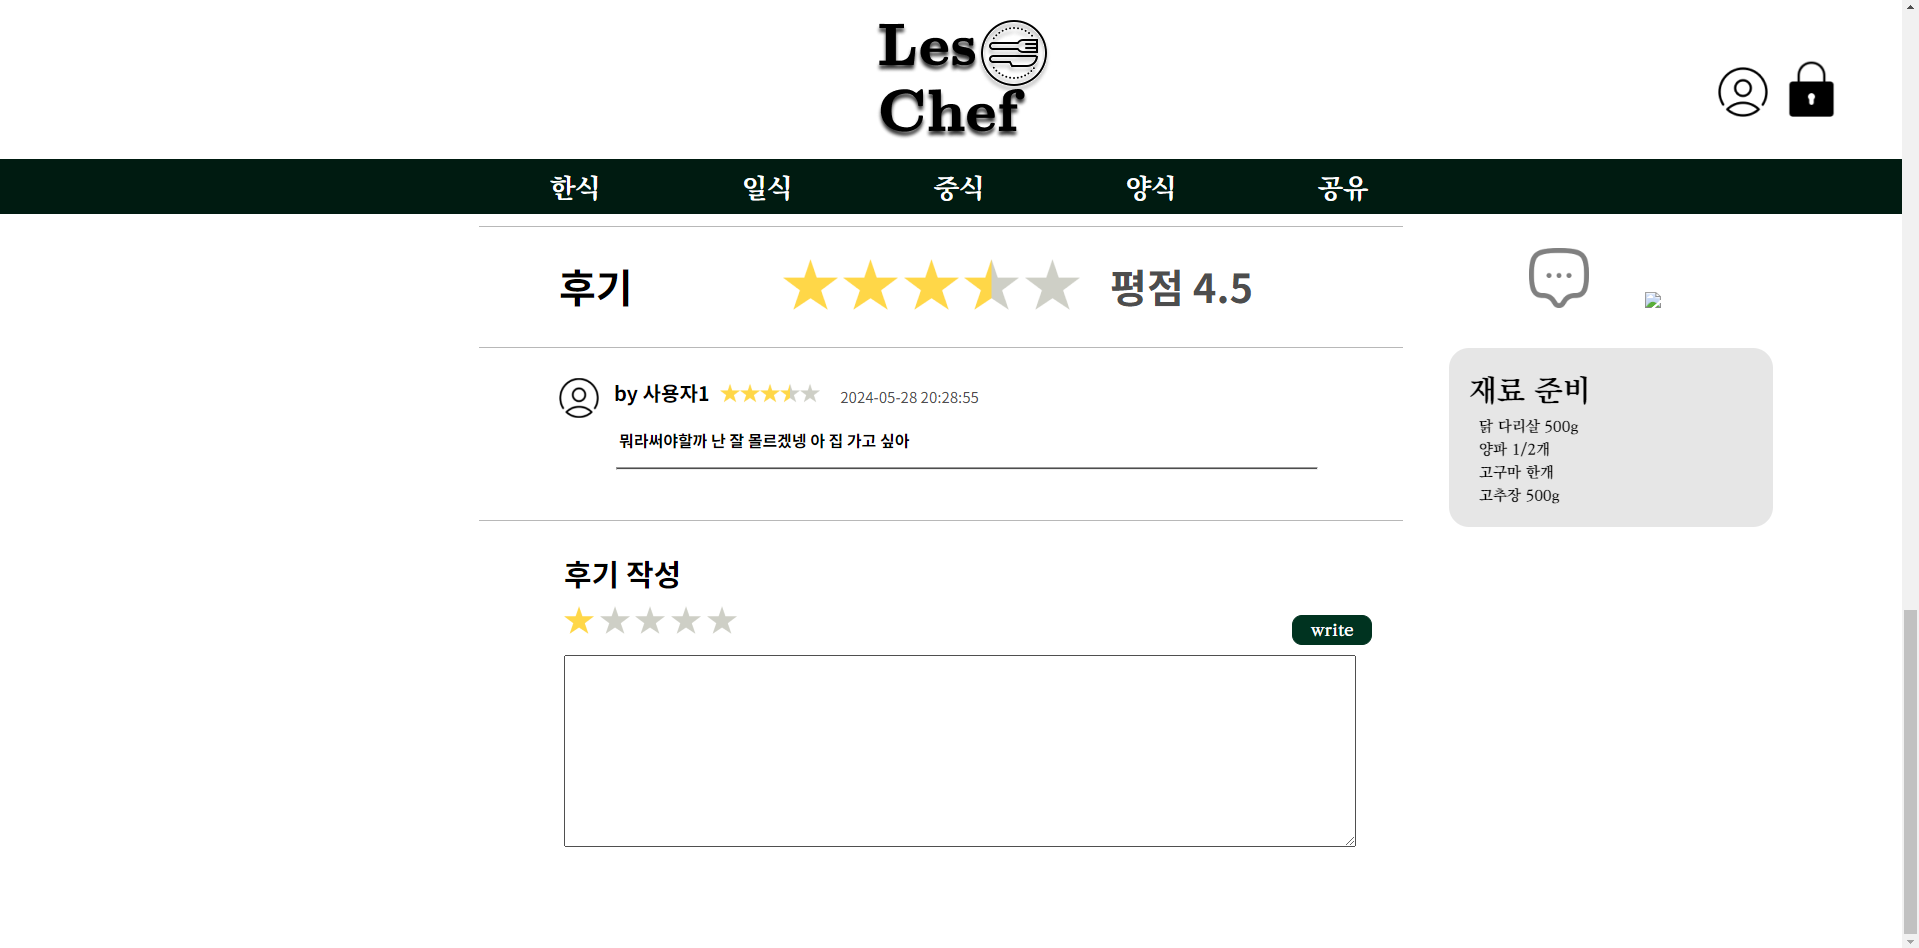 Les
Chef
한식 일식 중식 양식 공유
후기 평점 4.5
by 사용자1 2024-05-28 20:28:55
뭐라써야할까 난 잘 몰르겠넹 아 집 가고 싶아
재료 준비
닭 다리살 500g
양파 1/2개
고구마 한개
고추장 500g
후기 작성
write